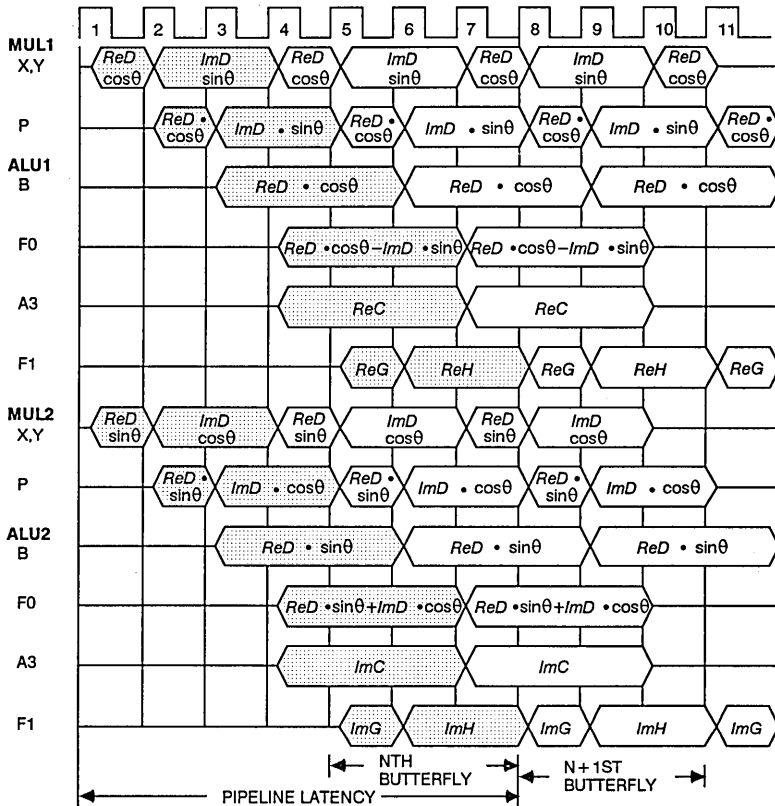 1 2 3 4 5 6 7 8 9 10 11
MUL1
X,Y
ReD cosθ ImD sinθ ReD cosθ ImD sinθ ReD cosθ ImD sinθ ReD cosθ
P
ReD • cosθ ImD • sinθ ReD • cosθ ImD • sinθ ReD • cosθ ImD • sinθ ReD • cosθ
ALU1
B
ReD • cosθ ReD • cosθ ReD • cosθ
F0
ReD •cosθ–ImD • sinθ ReD •cosθ–ImD • sinθ
A3
ReC ReC
F1
ReG ReH ReG ReH ReG
MUL2
X,Y
ReD sinθ ImD cosθ ReD sinθ ImD cosθ ReD sinθ ImD cosθ
P
ReD • sinθ ImD • cosθ ReD • sinθ ImD • cosθ ReD • sinθ ImD • cosθ
ALU2
B
ReD • sinθ ReD • sinθ ReD • sinθ
F0
ReD •sinθ+ImD • cosθ ReD •sinθ+ImD • cosθ
A3
ImC ImC
F1
ImG ImH ImG ImH ImG
NTH
BUTTERFLY
N + 1ST
BUTTERFLY
PIPELINE LATENCY